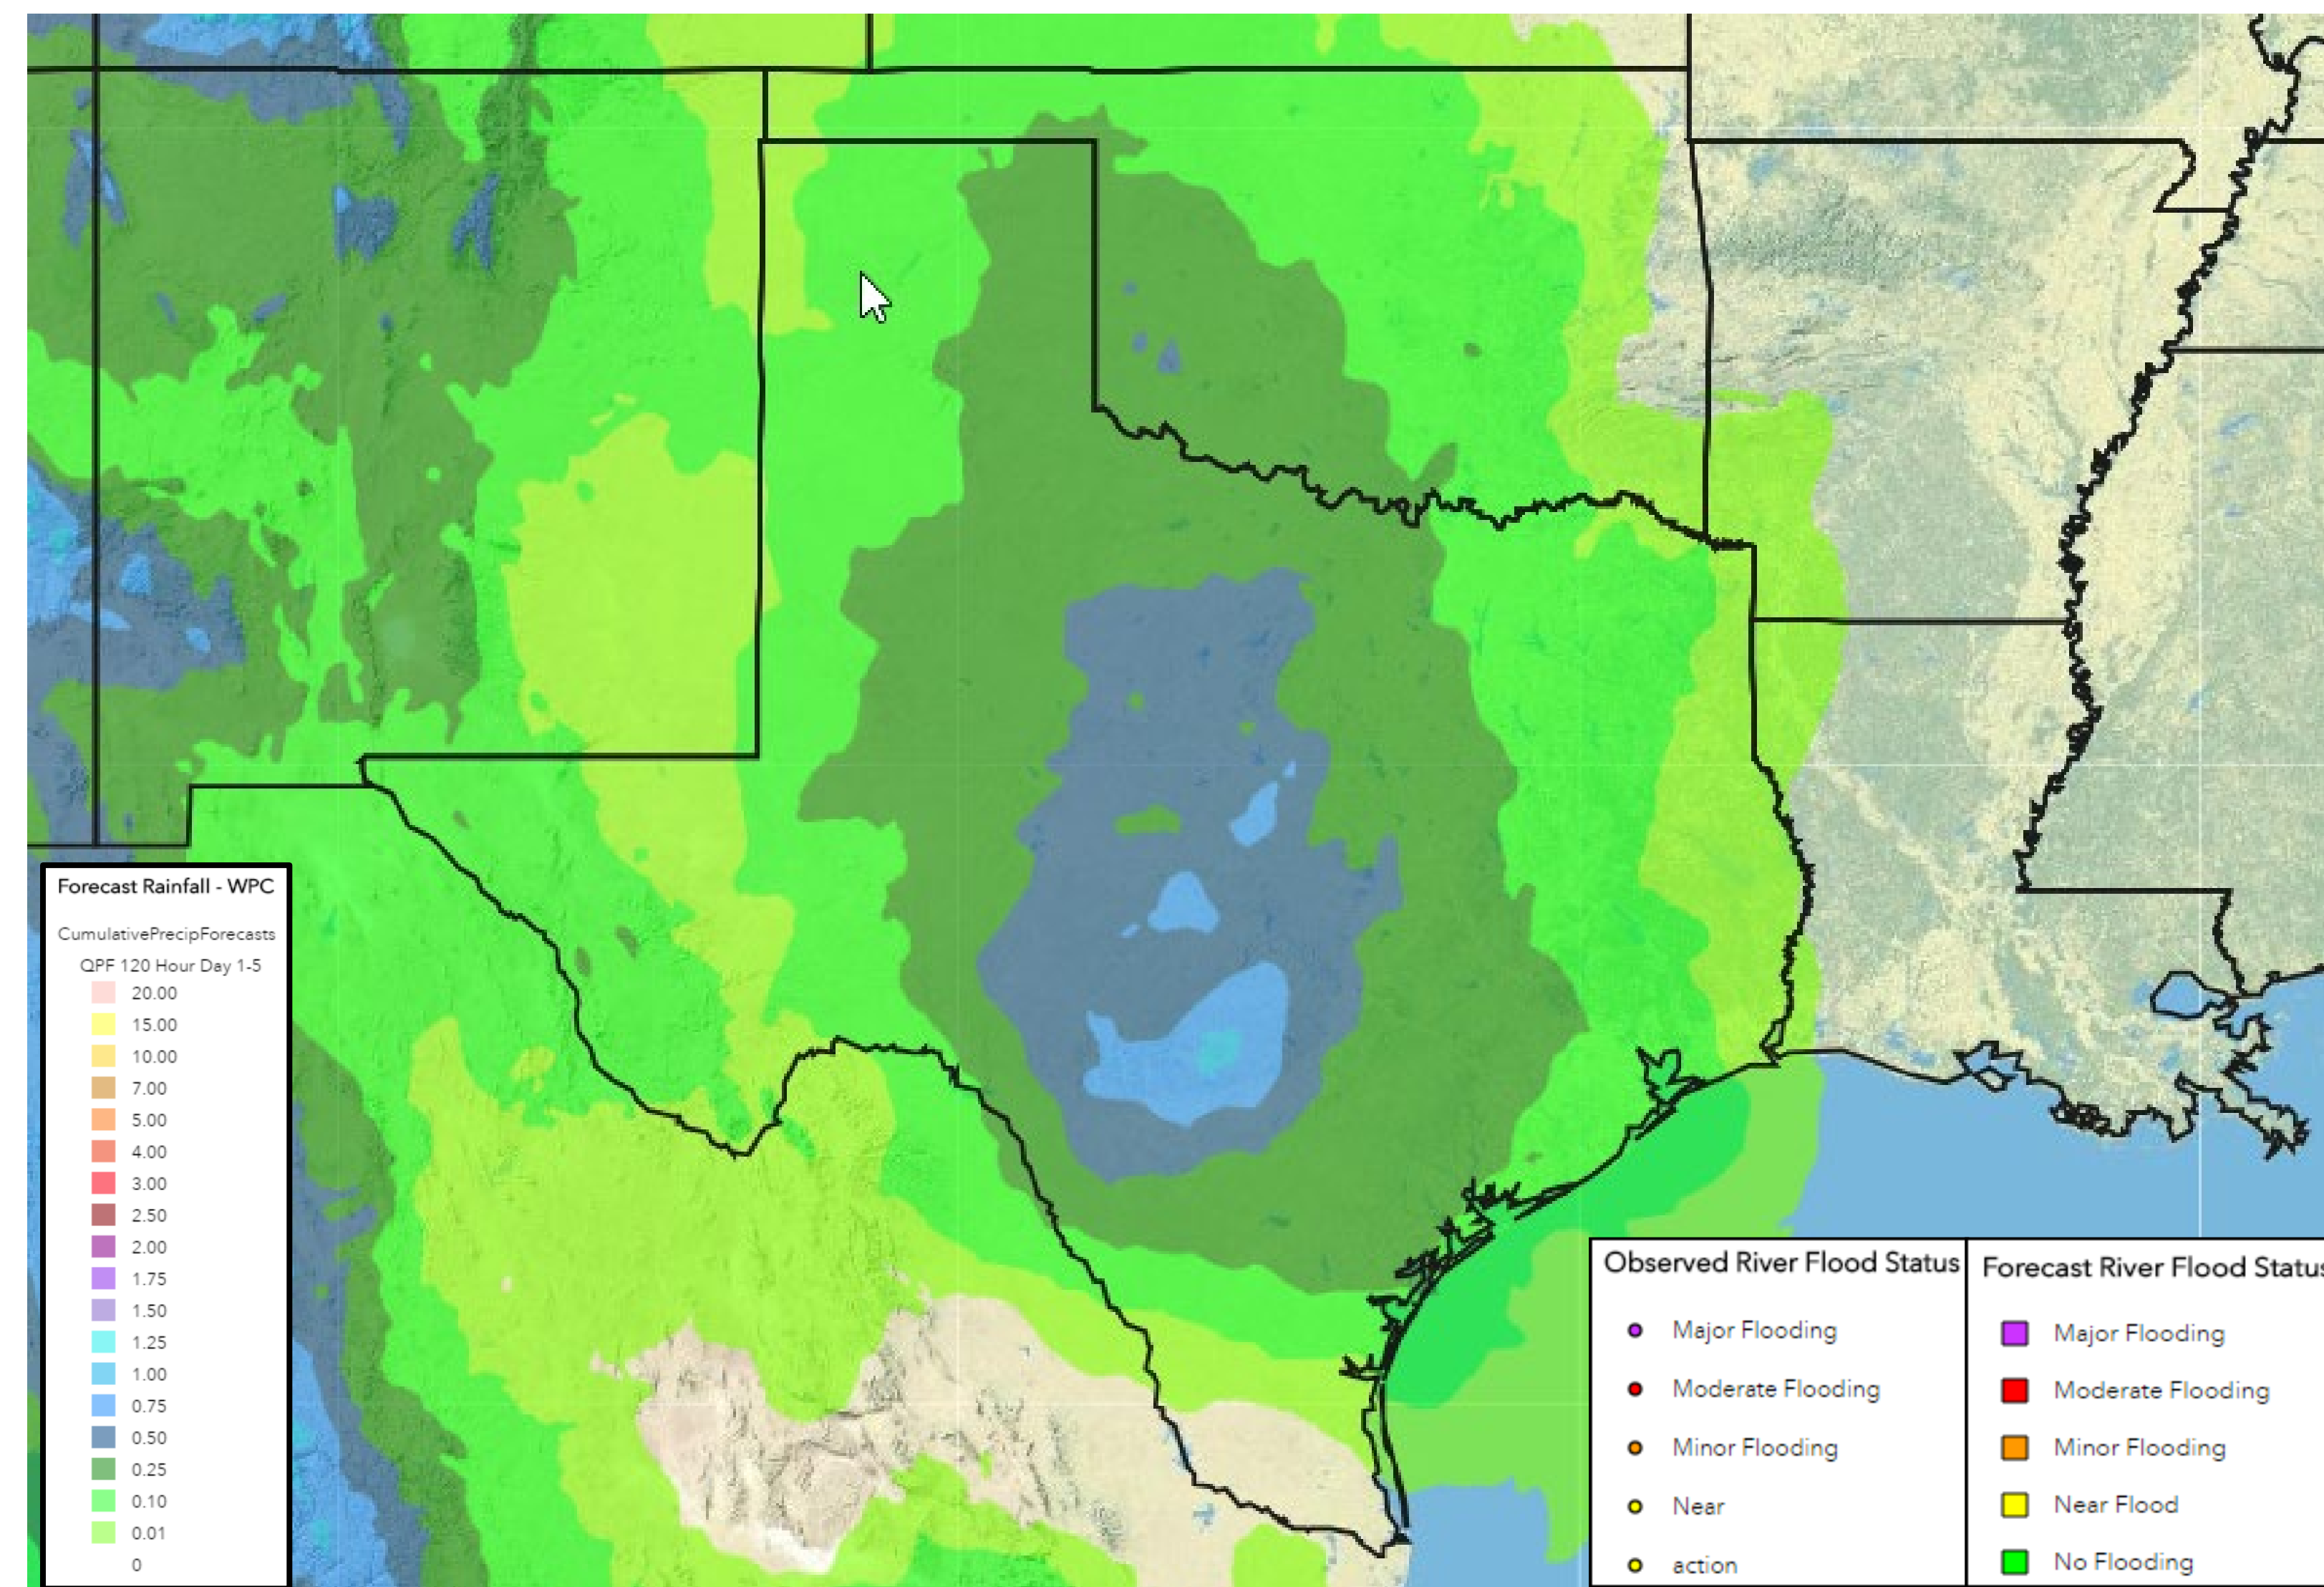 Forecast Rainfall - WPC
CumulativePrecipForecasts
QPF 120 Hour Day 1-5
20.00
15.00
10.00
7.00
5.00
4.00
3.00
2.50
2.00
1.75
1.50
1.25
1.00
0.75
0.50
0.25
0.10
0.01
0
Observed River Flood Status
Major Flooding
Moderate Flooding
Minor Flooding
Near
action
Forecast River Flood Status
Major Flooding
Moderate Flooding
Minor Flooding
Near Flood
No Flooding